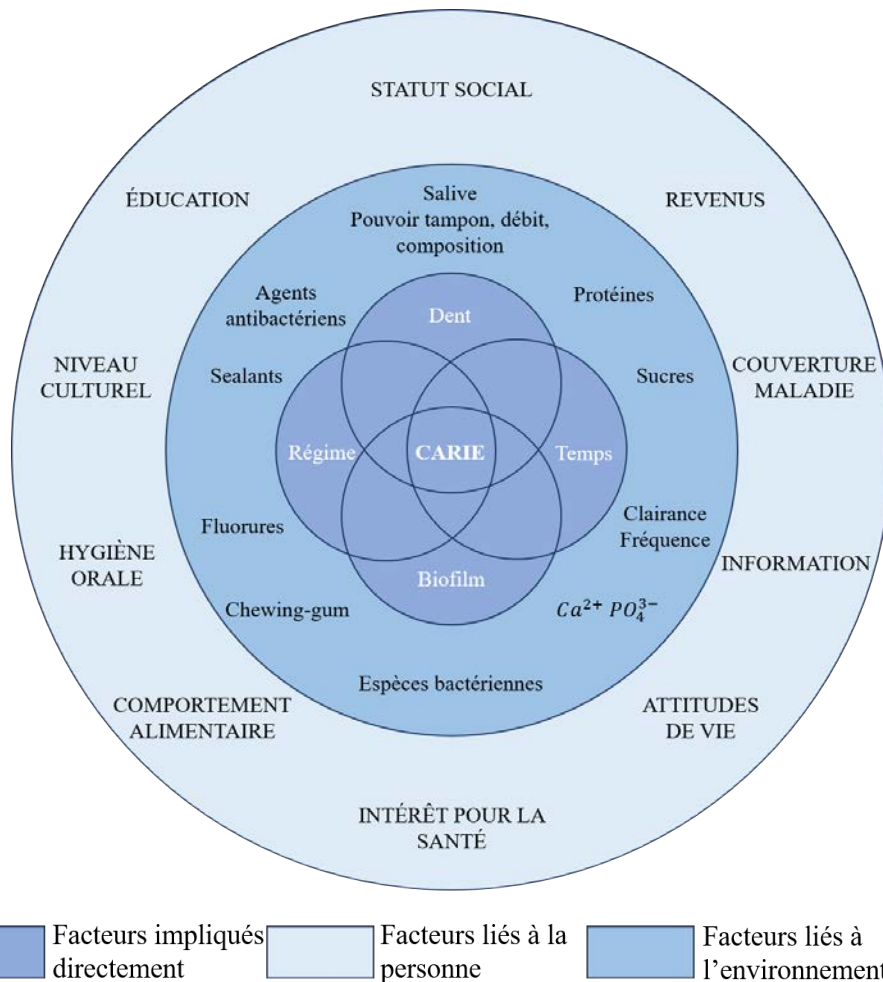 STATUT SOCIAL
ÉDUCATION
REVENUS
Salive
Pouvoir tampon, débit,
composition
Agents
antibactériens
Protéines
Dent
NIVEAU
CULTUREL
Sealants
Sucres
COUVERTURE
MALADIE
Régime
CARIE
Temps
Fluorures
Clairance
Fréquence
HYGIÈNE
ORALE
INFORMATION
Biofilm
Chewing-gum
Ca²⁺ PO₄³⁻
Espèces bactériennes
COMPORTEMENT
ALIMENTAIRE
ATTITUDES
DE VIE
INTÉRÊT POUR LA
SANTÉ
Facteurs impliqués
directement
Facteurs liés à la
personne
Facteurs liés à
l’environnement